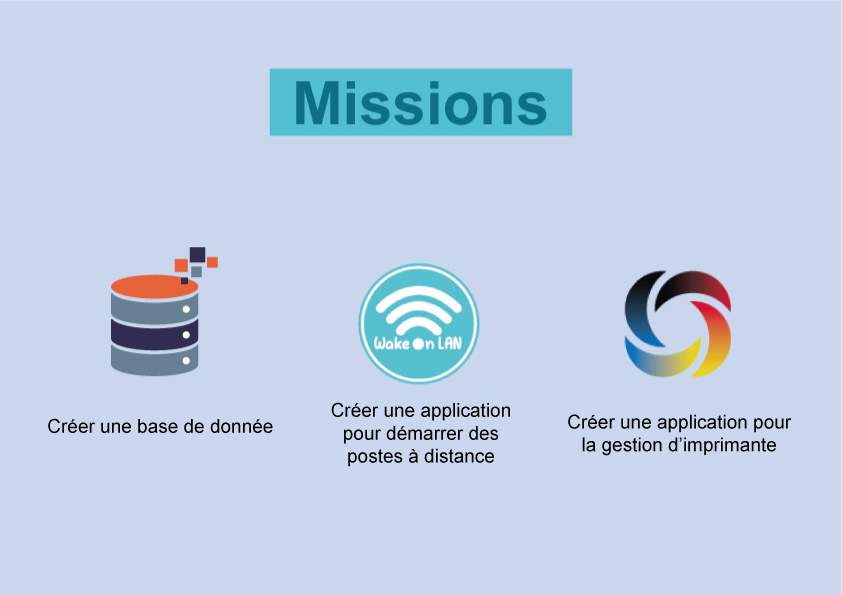 Missions
Wake On LAN
Créer une base de donnée
Créer une application
pour démarrer des
postes à distance
Créer une application pour
la gestion d'imprimante